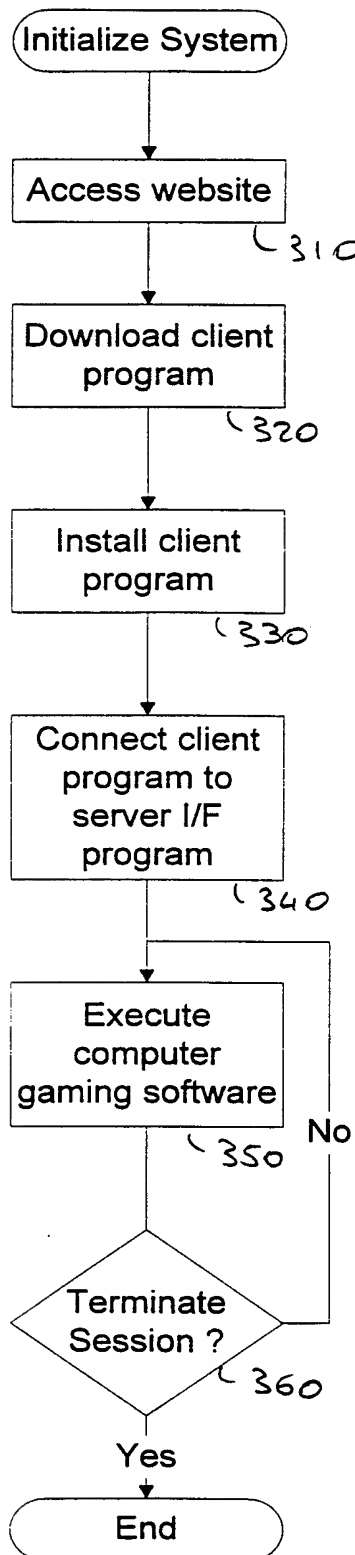 Initialize System
Access website
310
Download client
program
320
Install client
program
330
Connect client
program to
server I/F
program
340
Execute
computer
gaming software
350
No
Terminate
Session ?
360
Yes
End